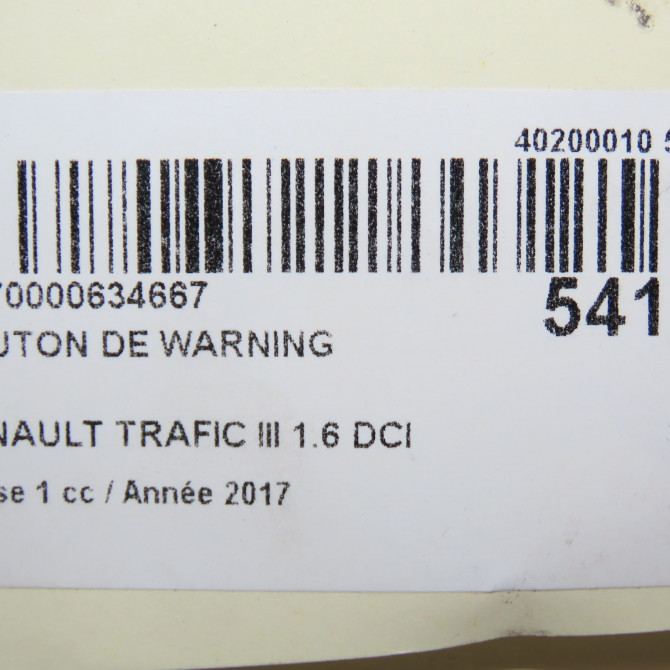 40200010 5
70000634667
541
UTON DE WARNING
NAULT TRAFIC III 1.6 DCI
se 1 cc / Année 2017